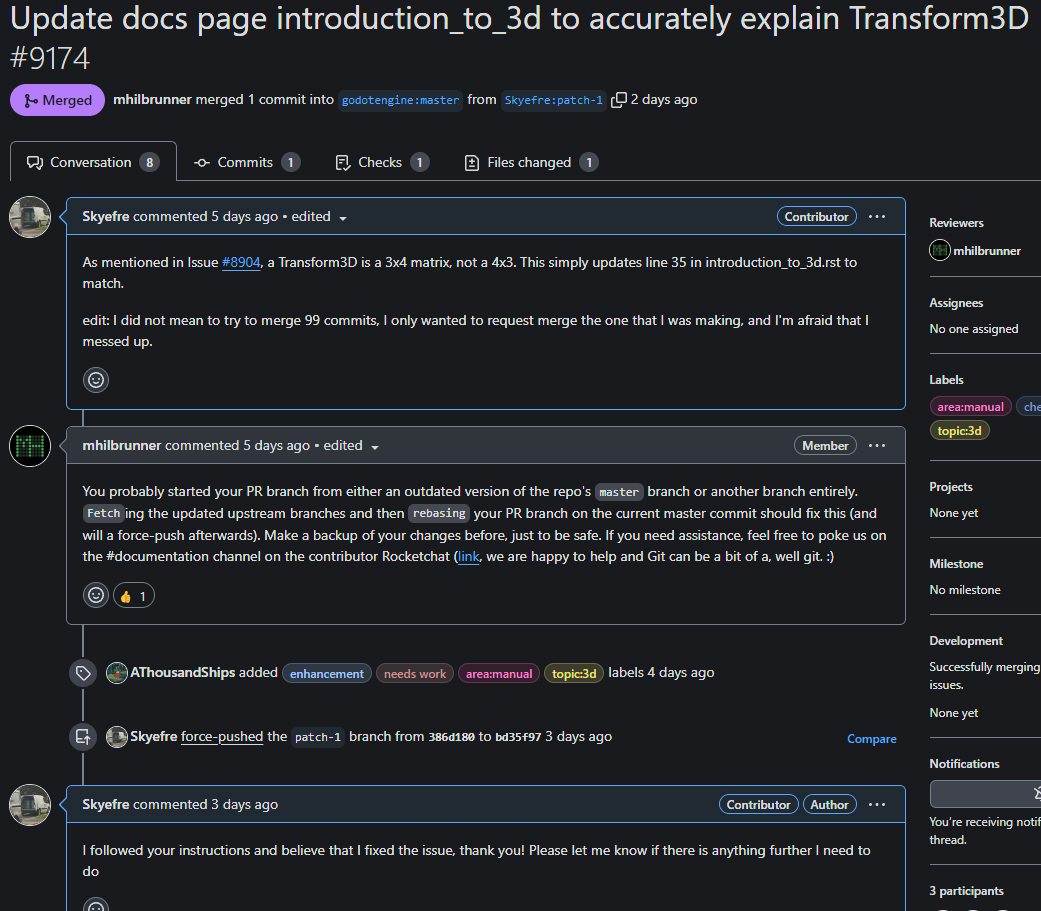 Update docs page introduction_to_3d to accurately explain Transform3D
#9174
Merged mhilbrunner merged 1 commit into godotengine:master from Skyefre:patch-1 2 days ago
Conversation 8 Commits 1 Checks 1 Files changed 1
Skyefre commented 5 days ago • edited Contributor
As mentioned in Issue #8904, a Transform3D is a 3x4 matrix, not a 4x3. This simply updates line 35 in introduction_to_3d.rst to
match.
edit: I did not mean to try to merge 99 commits, I only wanted to request merge the one that I was making, and I'm afraid that I
messed up.
mhilbrunner commented 5 days ago • edited Member
You probably started your PR branch from either an outdated version of the repo's master branch or another branch entirely.
Fetching the updated upstream branches and then rebasing your PR branch on the current master commit should fix this (and
will a force-push afterwards). Make a backup of your changes before, just to be safe. If you need assistance, feel free to poke us on
the #documentation channel on the contributor Rocketchat (link, we are happy to help and Git can be a bit of a, well git. :)
👍 1
AThousandShips added enhancement needs work area:manual topic:3d labels 4 days ago
Skyefre force-pushed the patch-1 branch from 386d180 to bd35f97 3 days ago Compare
Skyefre commented 3 days ago Contributor Author
I followed your instructions and believe that I fixed the issue, thank you! Please let me know if there is anything further I need to
do
Reviewers
MH mhilbrunner
Assignees
No one assigned
Labels
area:manual che
topic:3d
Projects
None yet
Milestone
No milestone
Development
Successfully merging
issues.
None yet
Notifications
You're receiving notif
thread.
3 participants